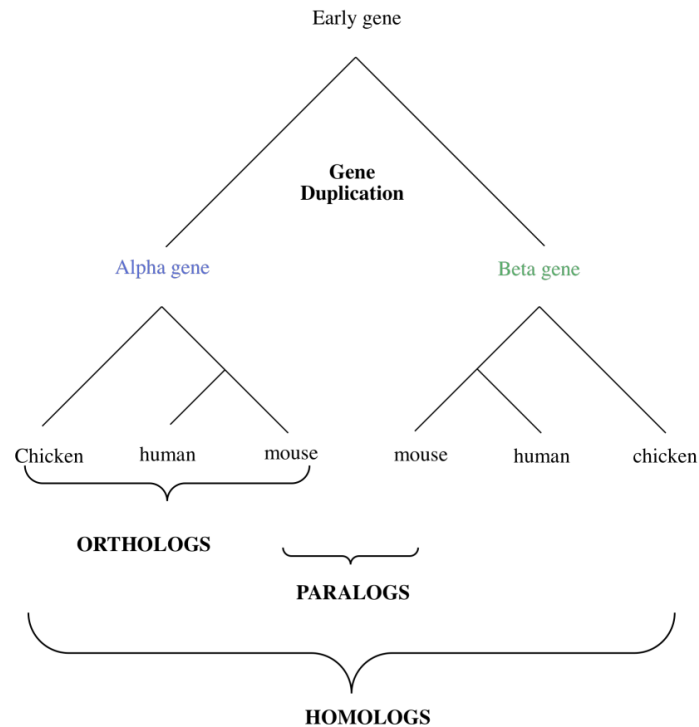 Early gene
Gene
Duplication
Alpha gene
Beta gene
Chicken
human
mouse
mouse
human
chicken
ORTHOLOGS
PARALOGS
HOMOLOGS